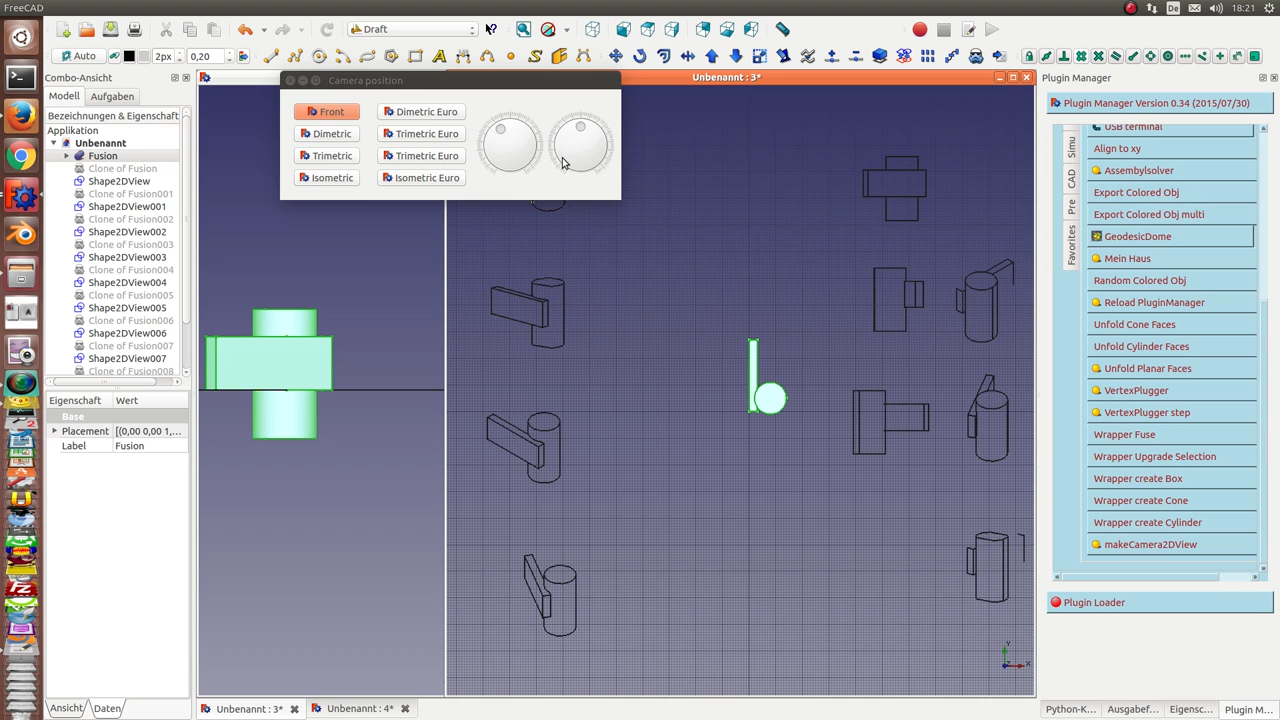 FreeCAD
De
18:21
Draft
Auto
2px
0,20
Combo-Ansicht
Modell
Aufgaben
Bezeichnungen & Eigenschaft
Applikation
Unbenannt
Fusion
Clone of Fusion
Shape2DView
Clone of Fusion001
Shape2DView001
Clone of Fusion002
Shape2DView002
Clone of Fusion003
Shape2DView003
Clone of Fusion004
Shape2DView004
Clone of Fusion005
Shape2DView005
Clone of Fusion006
Shape2DView006
Clone of Fusion007
Shape2DView007
Clone of Fusion008
Eigenschaft
Wert
Base
Placement
[(0,00 0,00 1,...
Label
Fusion
Ansicht
Daten
Camera position
Front
Dimetric Euro
Dimetric
Trimetric Euro
Trimetric
Trimetric Euro
Isometric
Isometric Euro
Unbenannt : 3*
Y
Z
X
Unbenannt : 3*
Unbenannt : 4*
Plugin Manager
Plugin Manager Version 0.34 (2015/07/30)
Simu
CAD
Pre
Favorites
USB terminal
Align to xy
Assembylsolver
Export Colored Obj
Export Colored Obj multi
GeodesicDome
Mein Haus
Random Colored Obj
Reload PluginManager
Unfold Cone Faces
Unfold Cylinder Faces
Unfold Planar Faces
VertexPlugger
VertexPlugger step
Wrapper Fuse
Wrapper Upgrade Selection
Wrapper create Box
Wrapper create Cone
Wrapper create Cylinder
makeCamera2DView
Plugin Loader
Python-K...
Ausgabef...
Eigensc...
Plugin M...